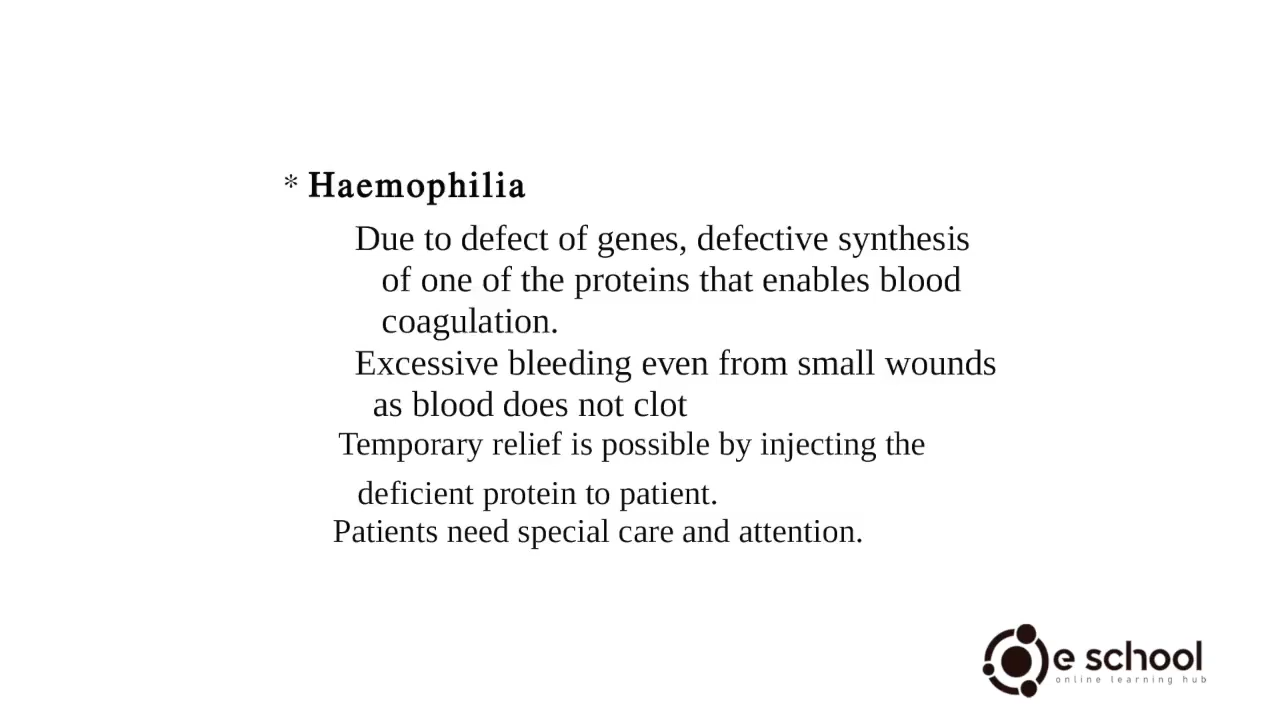 * Haemophilia
Due to defect of genes, defective synthesis
of one of the proteins that enables blood
coagulation.
Excessive bleeding even from small wounds
as blood does not clot
Temporary relief is possible by injecting the
deficient protein to patient.
Patients need special care and attention.
e school
online learning hub